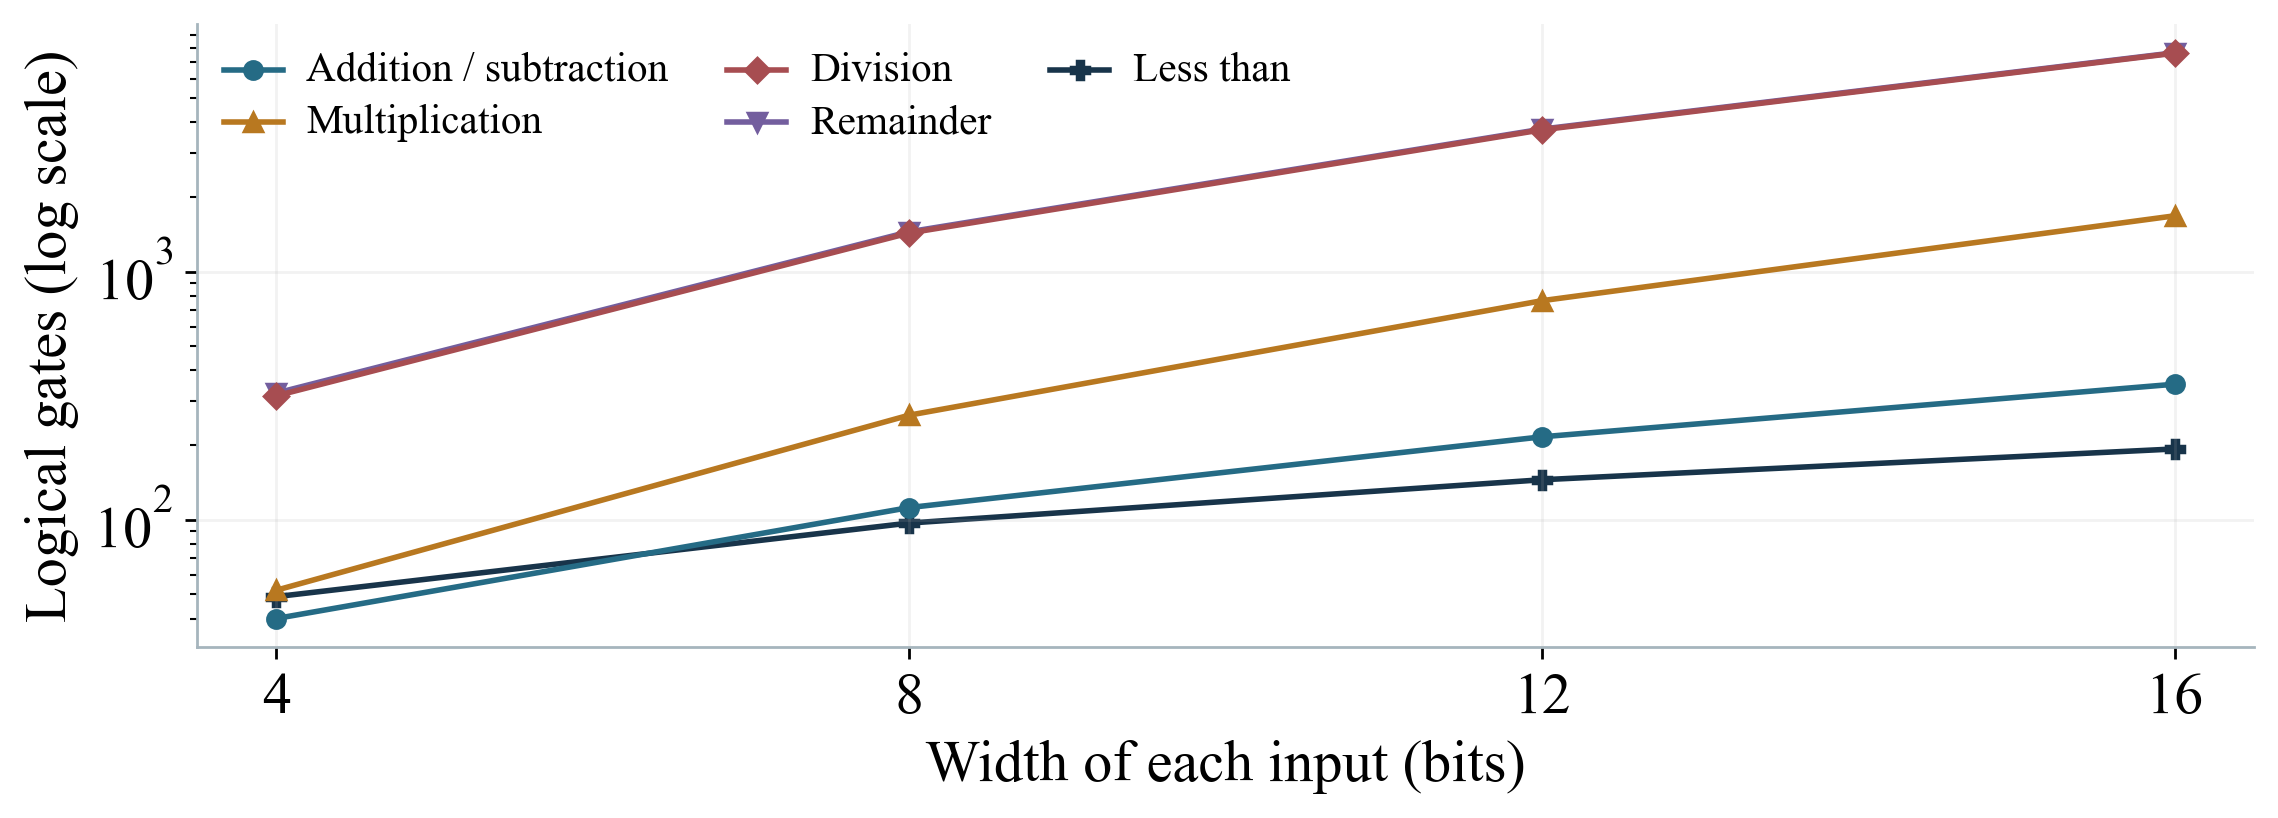 Logical gates (log scale)
10^3
10^2
Addition / subtraction
Multiplication
Division
Remainder
Less than
4 8 12 16
Width of each input (bits)